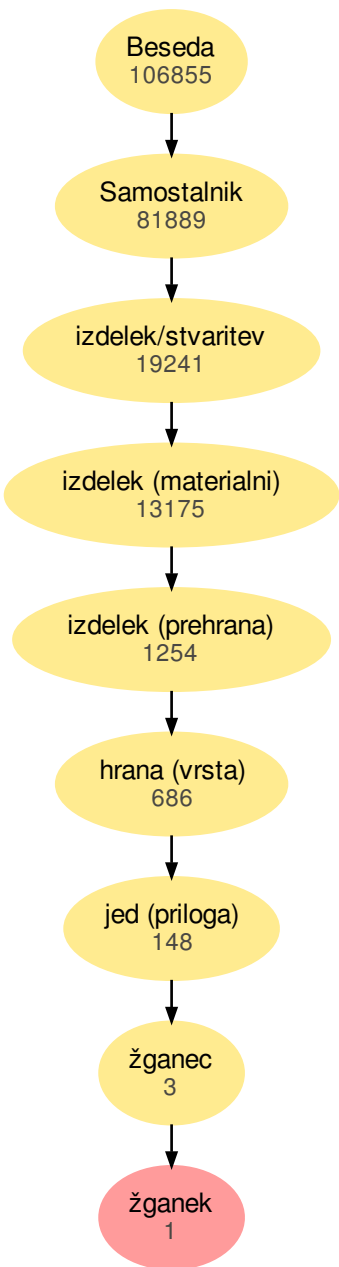 Beseda
106855
Samostalnik
81889
izdelek/stvaritev
19241
izdelek (materialni)
13175
izdelek (prehrana)
1254
hrana (vrsta)
686
jed (priloga)
148
žganec
3
žganek
1